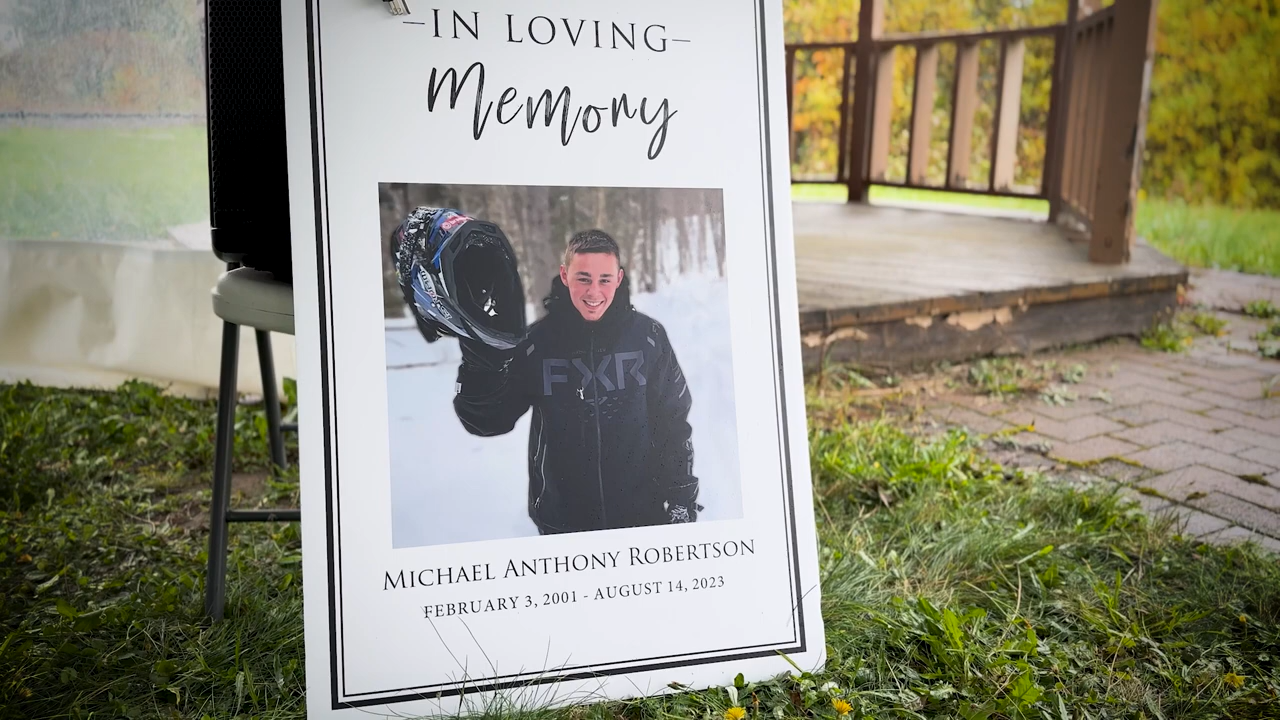 -IN LOVING-
Memory
FXR
MICHAEL ANTHONY ROBERTSON
FEBRUARY 3, 2001 - AUGUST 14, 2023